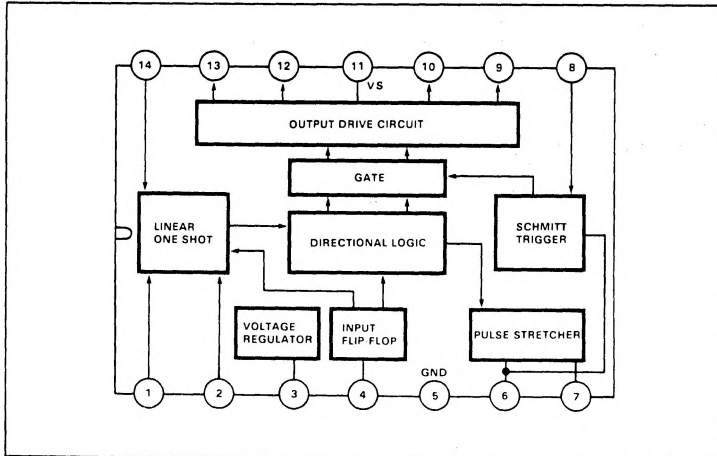 14 13 12 11 10 9 8
VS
OUTPUT DRIVE CIRCUIT
GATE
LINEAR
ONE SHOT
DIRECTIONAL LOGIC
SCHMITT
TRIGGER
VOLTAGE
REGULATOR
INPUT
FLIP-FLOP
PULSE STRETCHER
GND
1 2 3 4 5 6 7